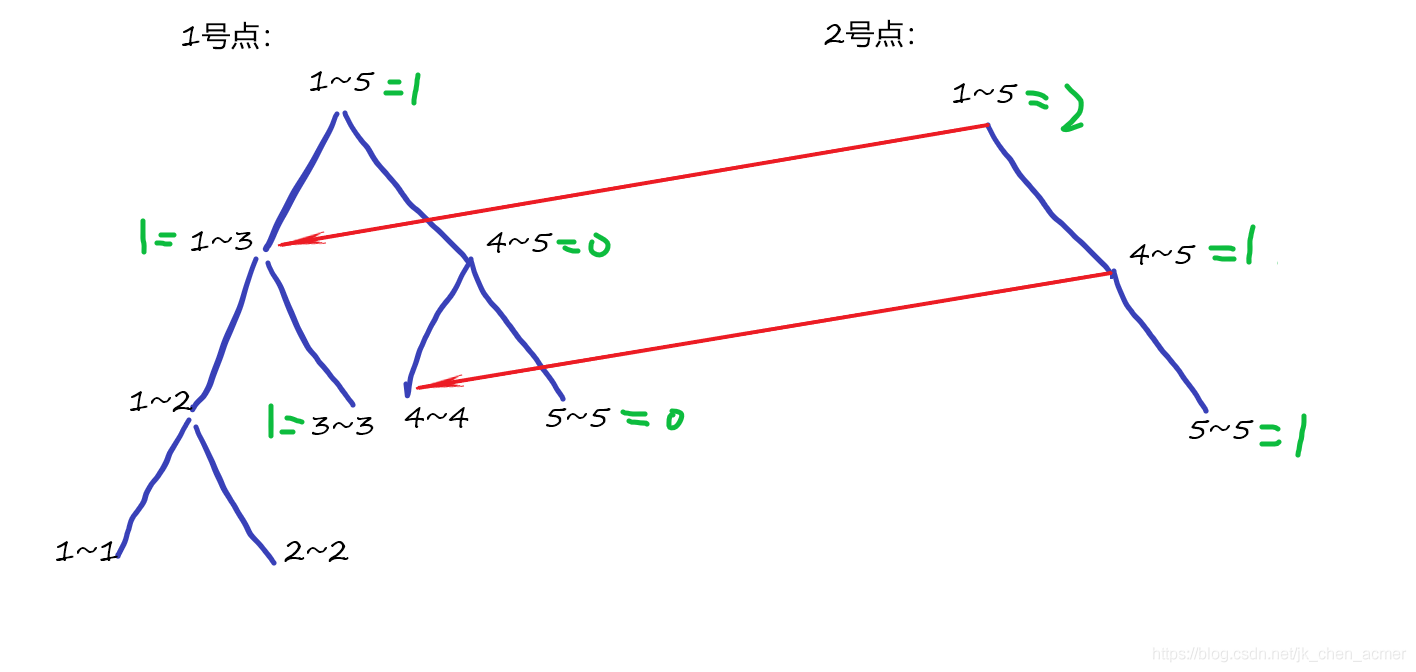 1号点： 2号点：
1~5 =1 1~5 =2
1= 1~3 4~5 =0 4~5 =1
1~2 1= 3~3 4~4 5~5 =0 5~5 =1
1~1 2~2
https://blog.csdn.net/jk_chen_acmer